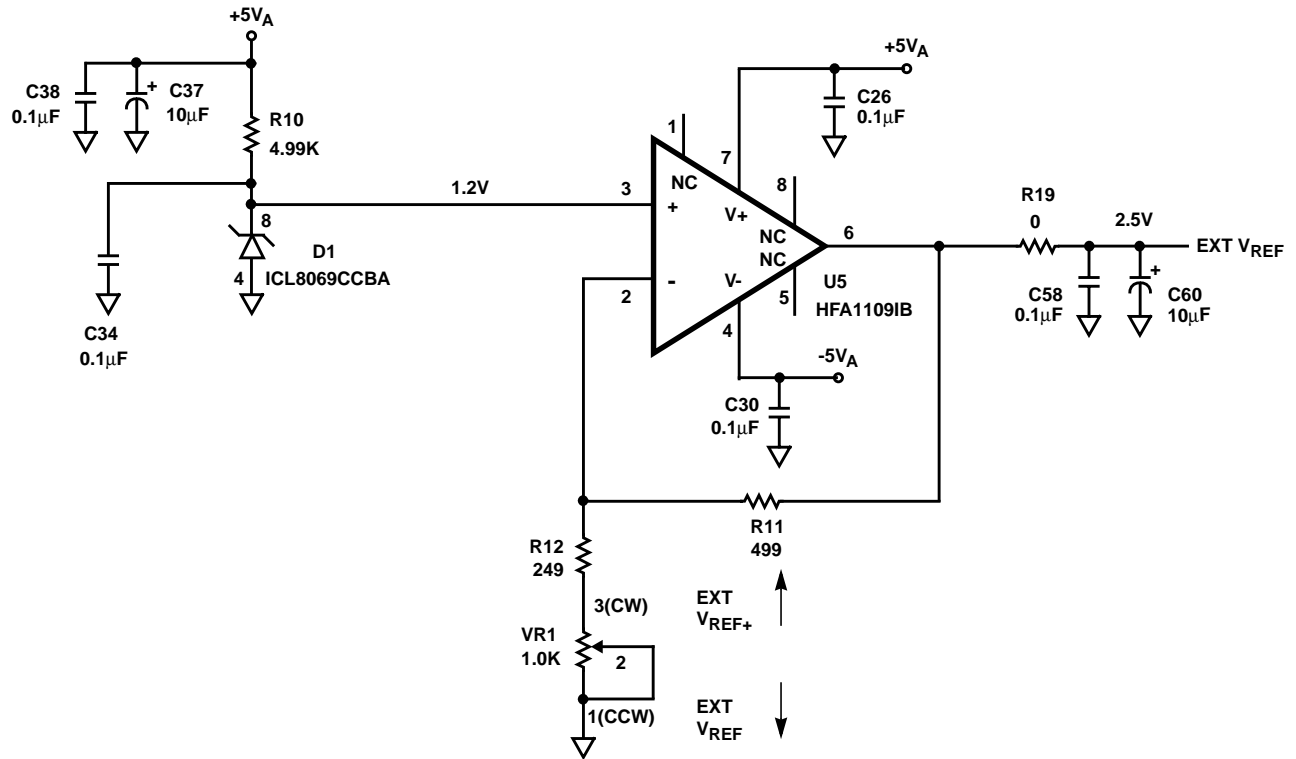 +5VA
C38
0.1µF
+
C37
10µF
R10
4.99K
1.2V
8
D1
4
ICL8069CCBA
C34
0.1µF
+5VA
C26
0.1µF
1
7
NC
3
+
V+
8
NC
NC
6
2
-
V-
5
U5
HFA1109IB
4
R19
0
2.5V
EXT VREF
+
C58
0.1µF
C60
10µF
-5VA
C30
0.1µF
R11
499
R12
249
3(CW)
VR1
1.0K
2
1(CCW)
EXT
VREF+
EXT
VREF